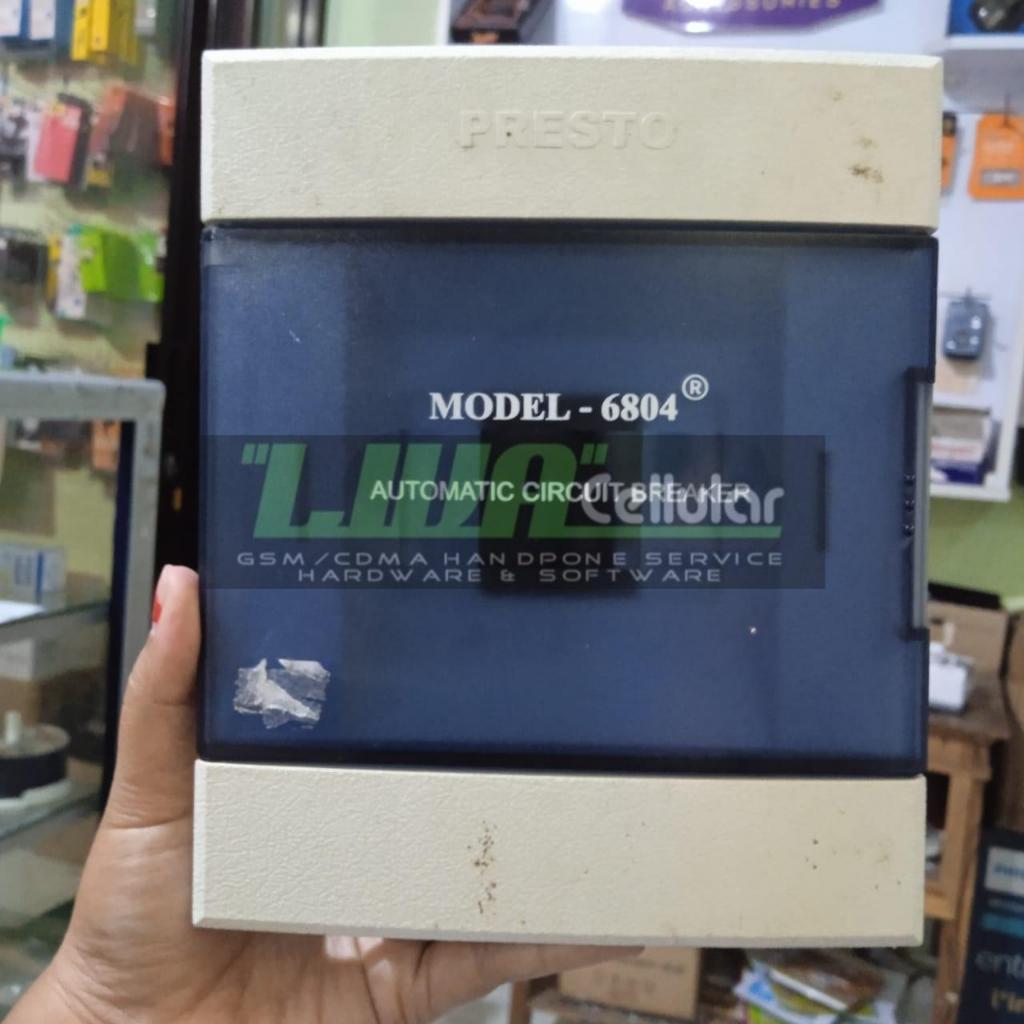 PRESTO
MODEL - 6804®
"LWA" Cellular
AUTOMATIC CIRCUIT BREAKER
GSM/CDMA HANDPONE SERVICE
HARDWARE & SOFTWARE